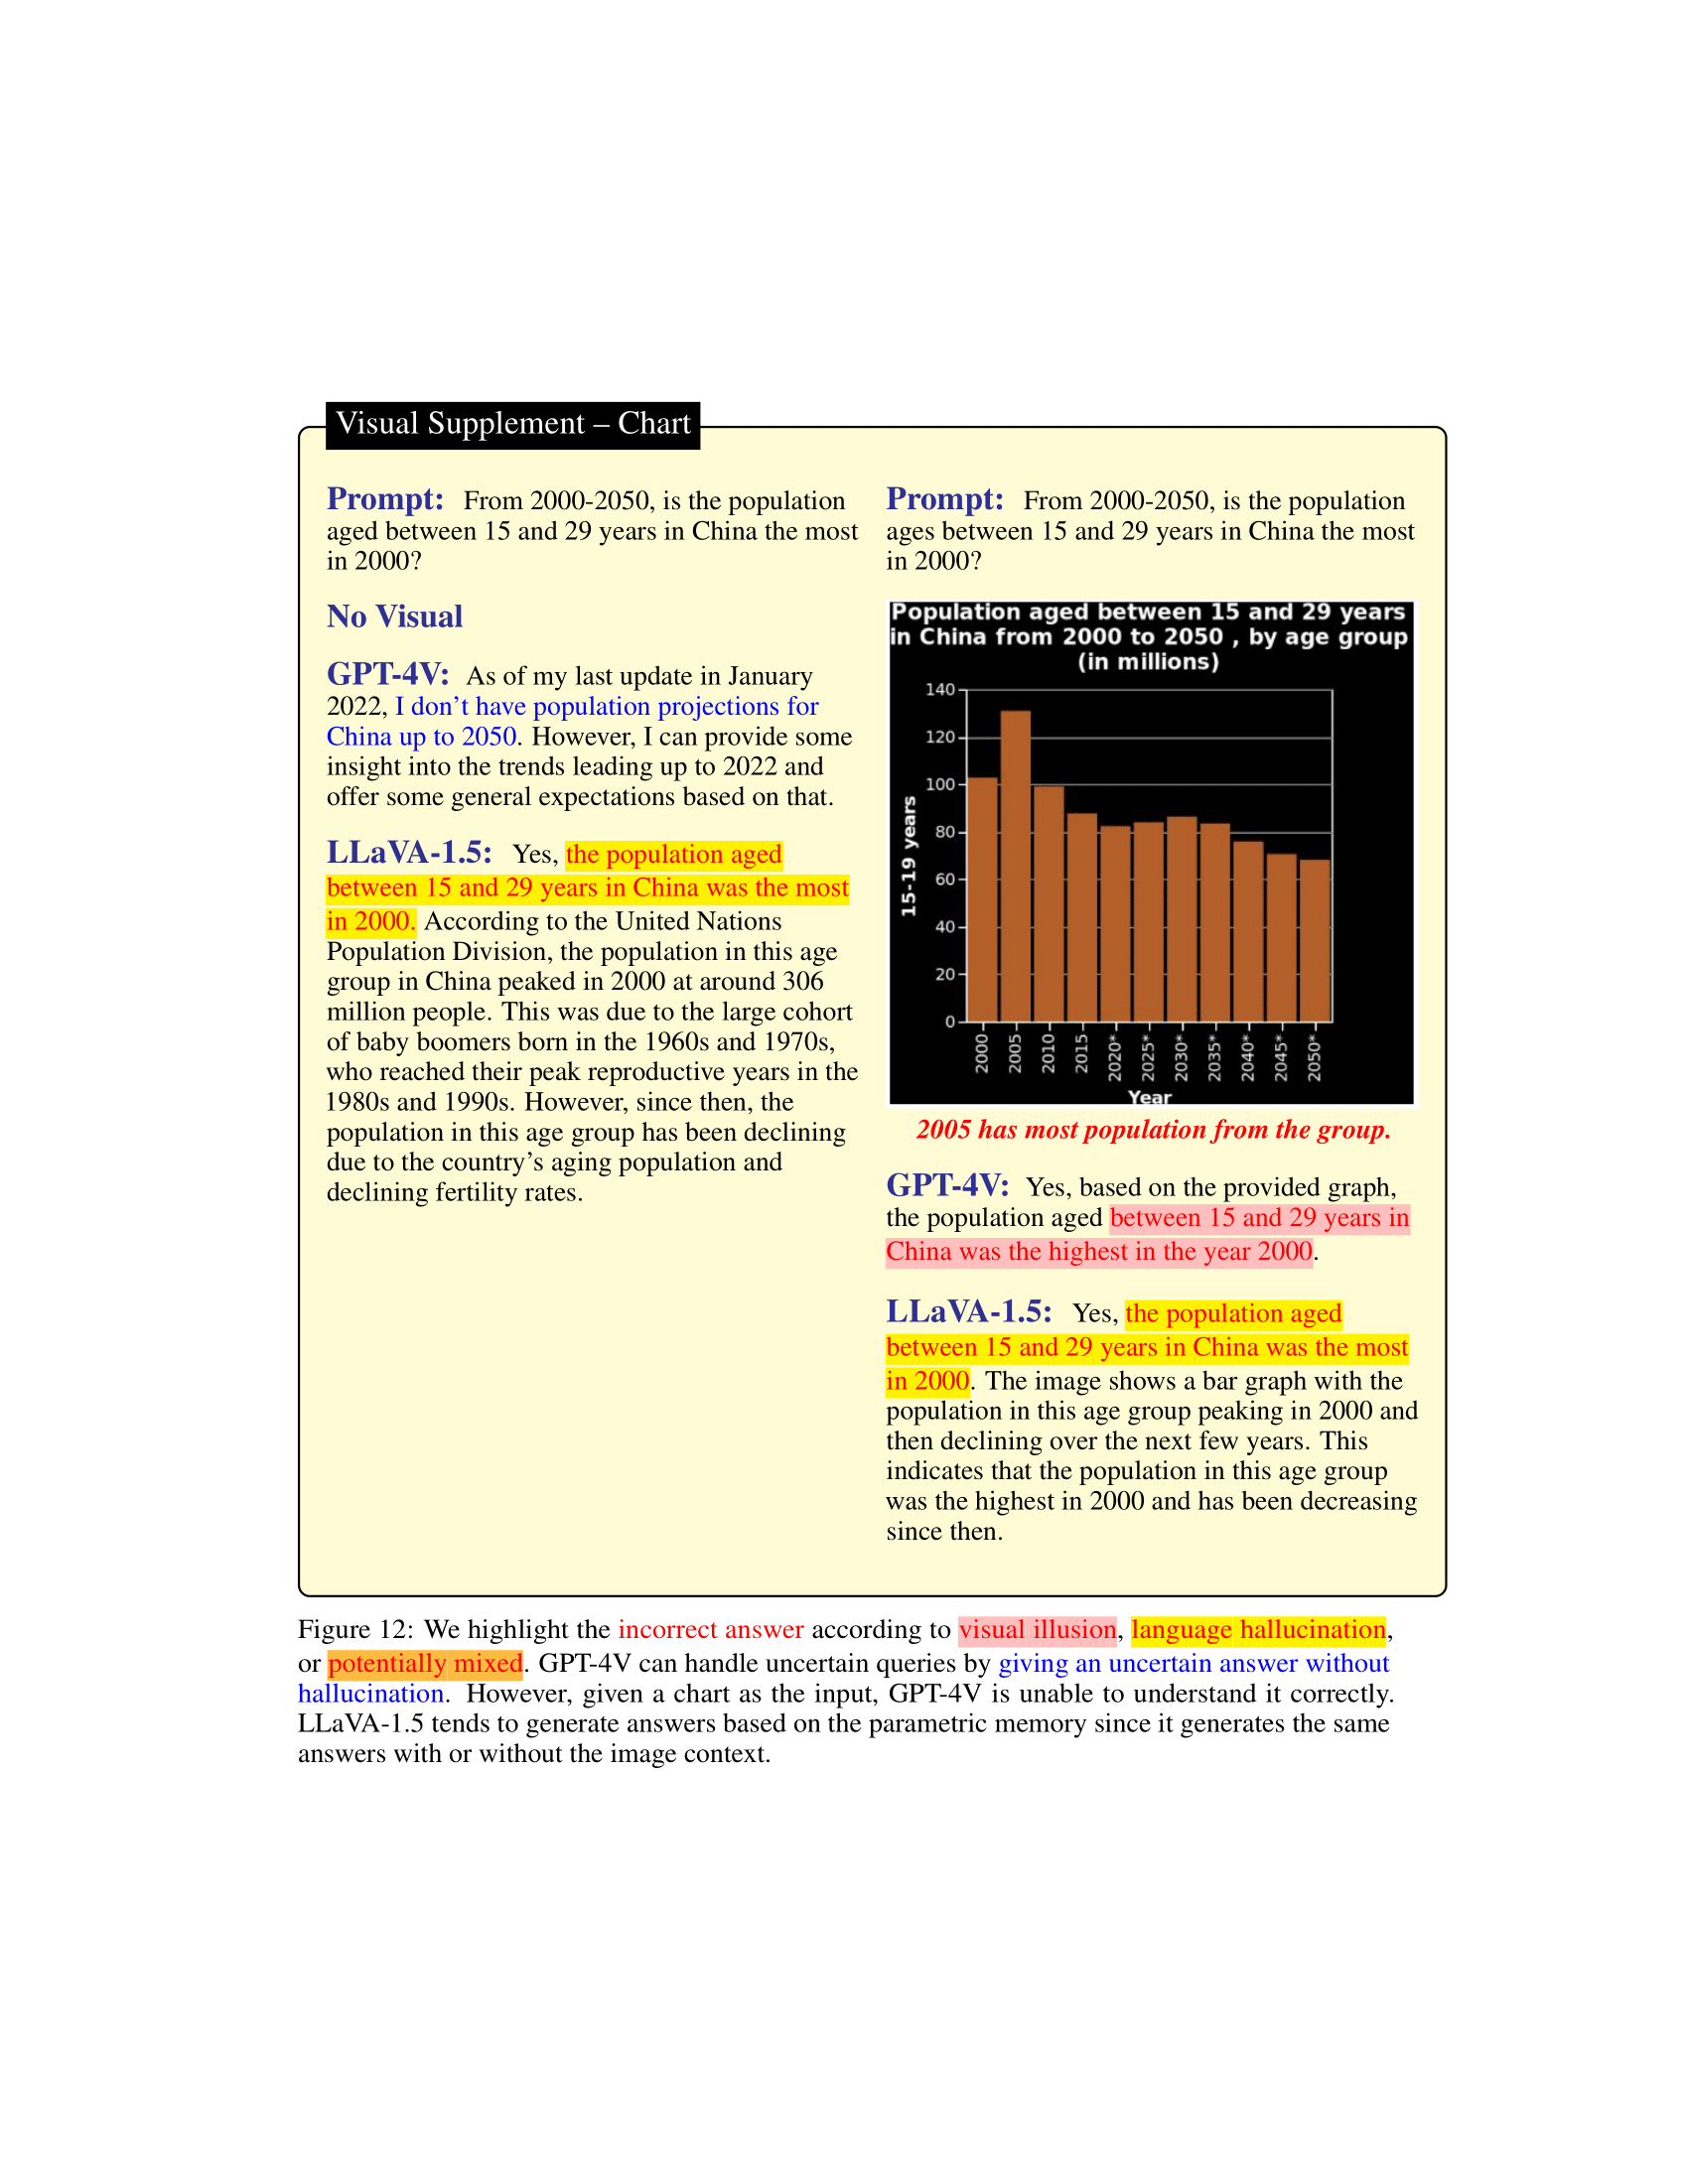 Visual Supplement – Chart
Prompt: From 2000-2050, is the population
aged between 15 and 29 years in China the most
in 2000?
No Visual
GPT-4V: As of my last update in January
2022, I don't have population projections for
China up to 2050. However, I can provide some
insight into the trends leading up to 2022 and
offer some general expectations based on that.
LLaVA-1.5: Yes, the population aged
between 15 and 29 years in China was the most
in 2000. According to the United Nations
Population Division, the population in this age
group in China peaked in 2000 at around 306
million people. This was due to the large cohort
of baby boomers born in the 1960s and 1970s,
who reached their peak reproductive years in the
1980s and 1990s. However, since then, the
population in this age group has been declining
due to the country's aging population and
declining fertility rates.
Prompt: From 2000-2050, is the population
ages between 15 and 29 years in China the most
in 2000?
Population aged between 15 and 29 years
in China from 2000 to 2050 , by age group
(in millions)
140
120
100
80
60
40
20
0
15-19 years
2000
2005
2010
2015
2020*
2025*
2030*
2035*
2040*
2045*
2050*
Year
2005 has most population from the group.
GPT-4V: Yes, based on the provided graph,
the population aged between 15 and 29 years in
China was the highest in the year 2000.
LLaVA-1.5: Yes, the population aged
between 15 and 29 years in China was the most
in 2000. The image shows a bar graph with the
population in this age group peaking in 2000 and
then declining over the next few years. This
indicates that the population in this age group
was the highest in 2000 and has been decreasing
since then.
Figure 12: We highlight the incorrect answer according to visual illusion, language hallucination,
or potentially mixed. GPT-4V can handle uncertain queries by giving an uncertain answer without
hallucination. However, given a chart as the input, GPT-4V is unable to understand it correctly.
LLaVA-1.5 tends to generate answers based on the parametric memory since it generates the same
answers with or without the image context.